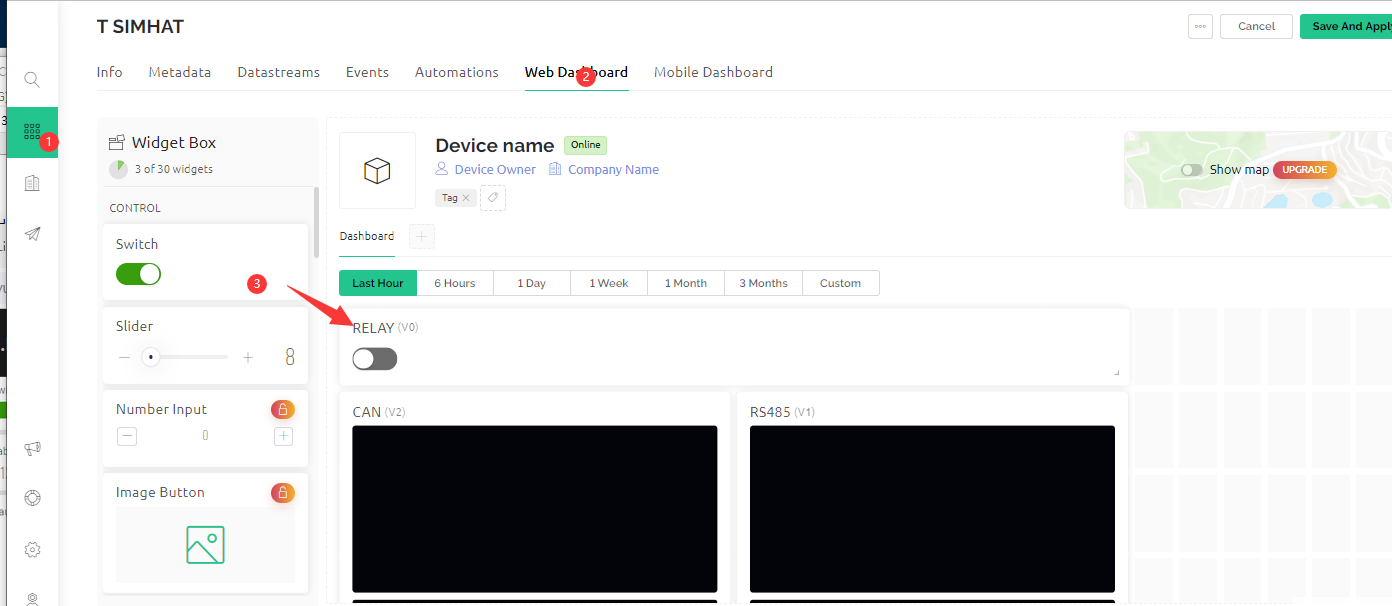 T SIMHAT
Cancel
Save And Apply
Info Metadata Datastreams Events Automations Web Dashboard Mobile Dashboard
1
2
Widget Box
3 of 30 widgets
CONTROL
Switch
3
Slider
8
Number Input
0
Image Button
Device name Online
Device Owner Company Name
Tag
Show map UPGRADE
Dashboard
Last Hour 6 Hours 1 Day 1 Week 1 Month 3 Months Custom
RELAY (V0)
CAN (V2)
RS485 (V1)